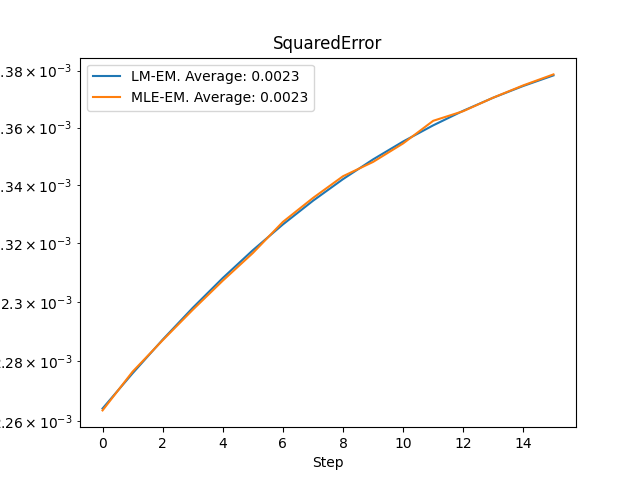 SquaredError
LM-EM. Average: 0.0023
MLE-EM. Average: 0.0023
.38 × 10⁻³
.36 × 10⁻³
.34 × 10⁻³
.32 × 10⁻³
2.3 × 10⁻³
.28 × 10⁻³
.26 × 10⁻³
0 2 4 6 8 10 12 14
Step